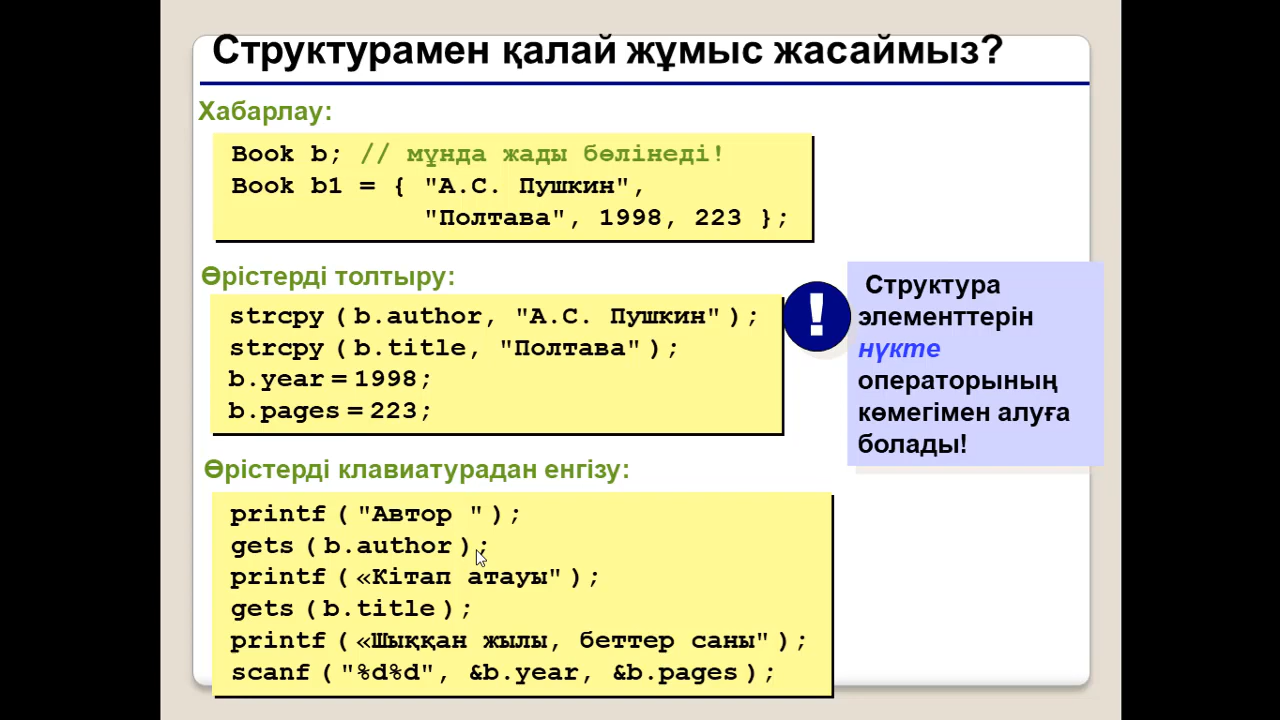 Структурамен қалай жұмыс жасаймыз?
Хабарлау:
Book b; // мұнда жады бөлінеді!
Book b1 = { "А.С. Пушкин",
"Полтава", 1998, 223 };
Өрістерді толтыру:
strcpy ( b.author, "А.С. Пушкин" );
strcpy ( b.title, "Полтава" );
b.year = 1998;
b.pages = 223;
!
Структура
элементтерін
нүкте
операторының
көмегімен алуға
болады!
Өрістерді клавиатурадан енгізу:
printf ( "Автор " );
gets ( b.author );
printf ( «Кітап атауы" );
gets ( b.title );
printf ( «Шыққан жылы, беттер саны" );
scanf ( "%d%d", &b.year, &b.pages );